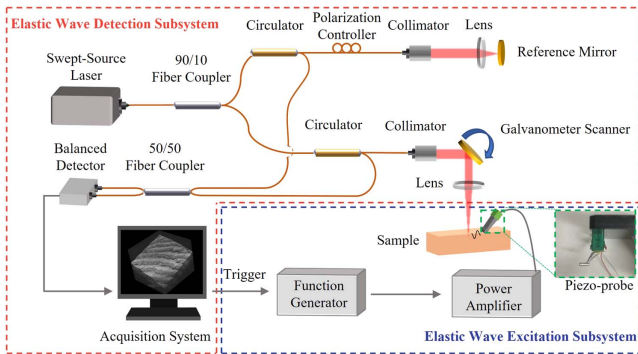 Elastic Wave Detection Subsystem
Circulator
Polarization
Controller
Collimator
Lens
Reference Mirror
Swept-Source
Laser
90/10
Fiber Coupler
Circulator
Collimator
Galvanometer Scanner
Balanced
Detector
50/50
Fiber Coupler
Lens
Sample
Piezo-probe
Trigger
Function
Generator
Power
Amplifier
Acquisition System
Elastic Wave Excitation Subsystem